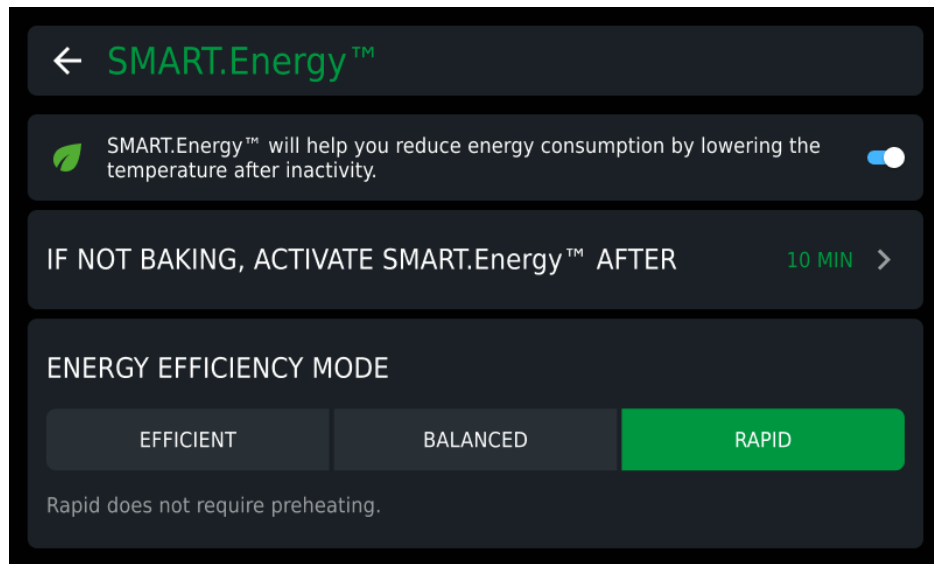 SMART.Energy™
SMART.Energy™ will help you reduce energy consumption by lowering the
temperature after inactivity.
IF NOT BAKING, ACTIVATE SMART.Energy™ AFTER 10 MIN
ENERGY EFFICIENCY MODE
EFFICIENT BALANCED RAPID
Rapid does not require preheating.